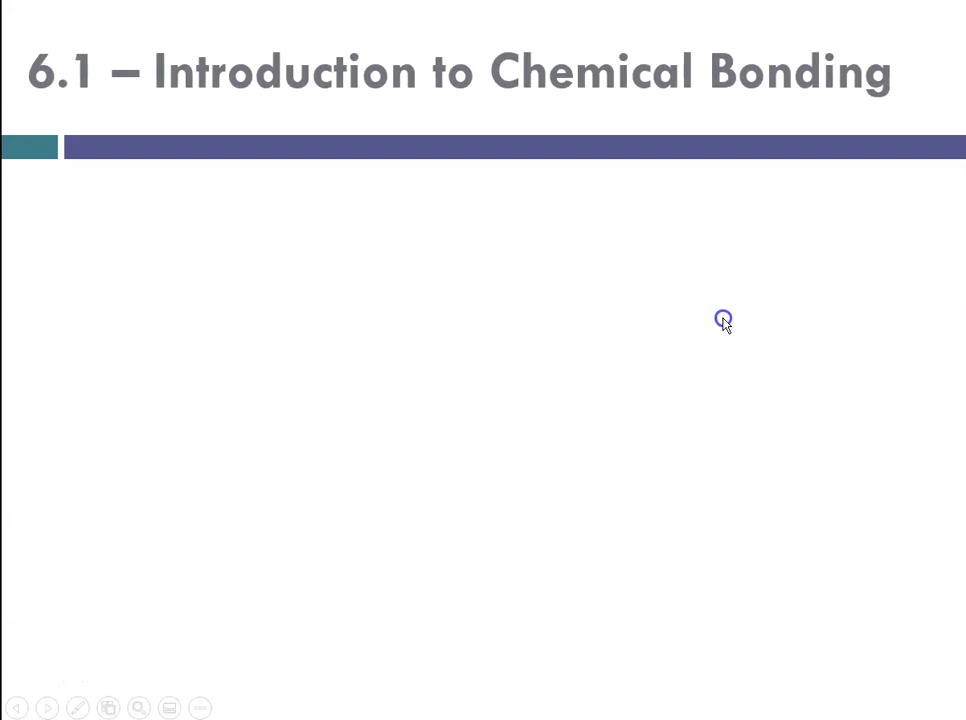 6.1 – Introduction to Chemical Bonding